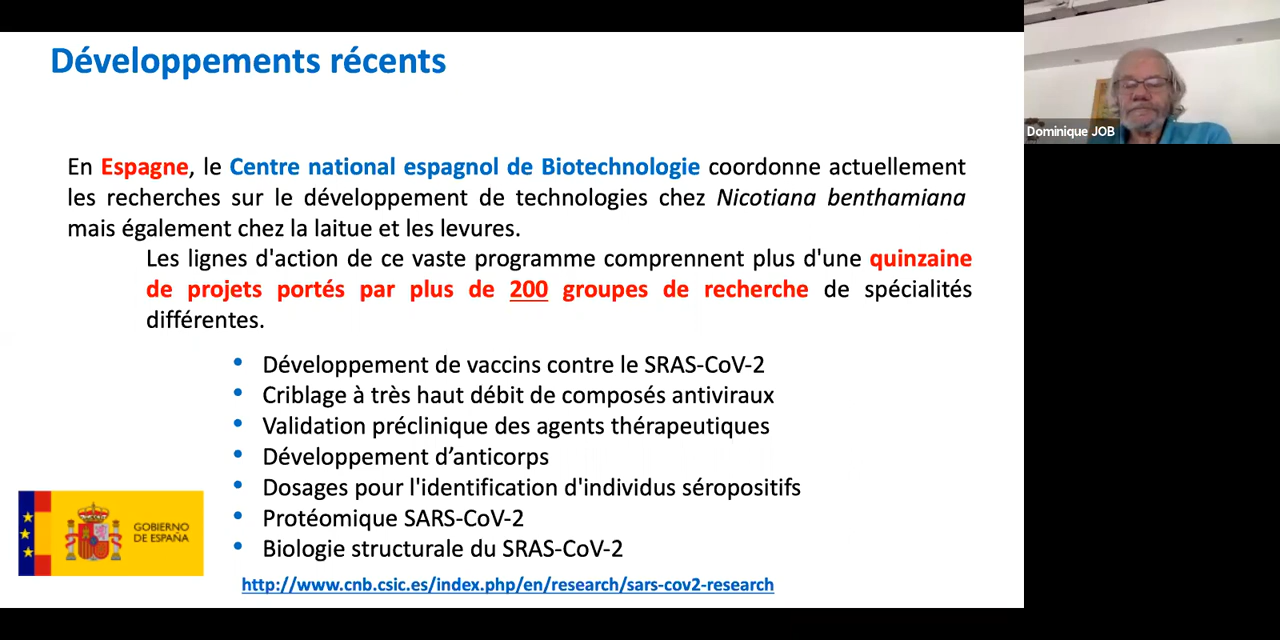 Développements récents
Dominique JOB
En Espagne, le Centre national espagnol de Biotechnologie coordonne actuellement
les recherches sur le développement de technologies chez Nicotiana benthamiana
mais également chez la laitue et les levures.
Les lignes d'action de ce vaste programme comprennent plus d'une quinzaine
de projets portés par plus de 200 groupes de recherche de spécialités
différentes.
• Développement de vaccins contre le SRAS-CoV-2
• Criblage à très haut débit de composés antiviraux
• Validation préclinique des agents thérapeutiques
• Développement d’anticorps
• Dosages pour l'identification d'individus séropositifs
• Protéomique SARS-CoV-2
• Biologie structurale du SRAS-CoV-2
GOBIERNO
DE ESPAÑA
http://www.cnb.csic.es/index.php/en/research/sars-cov2-research